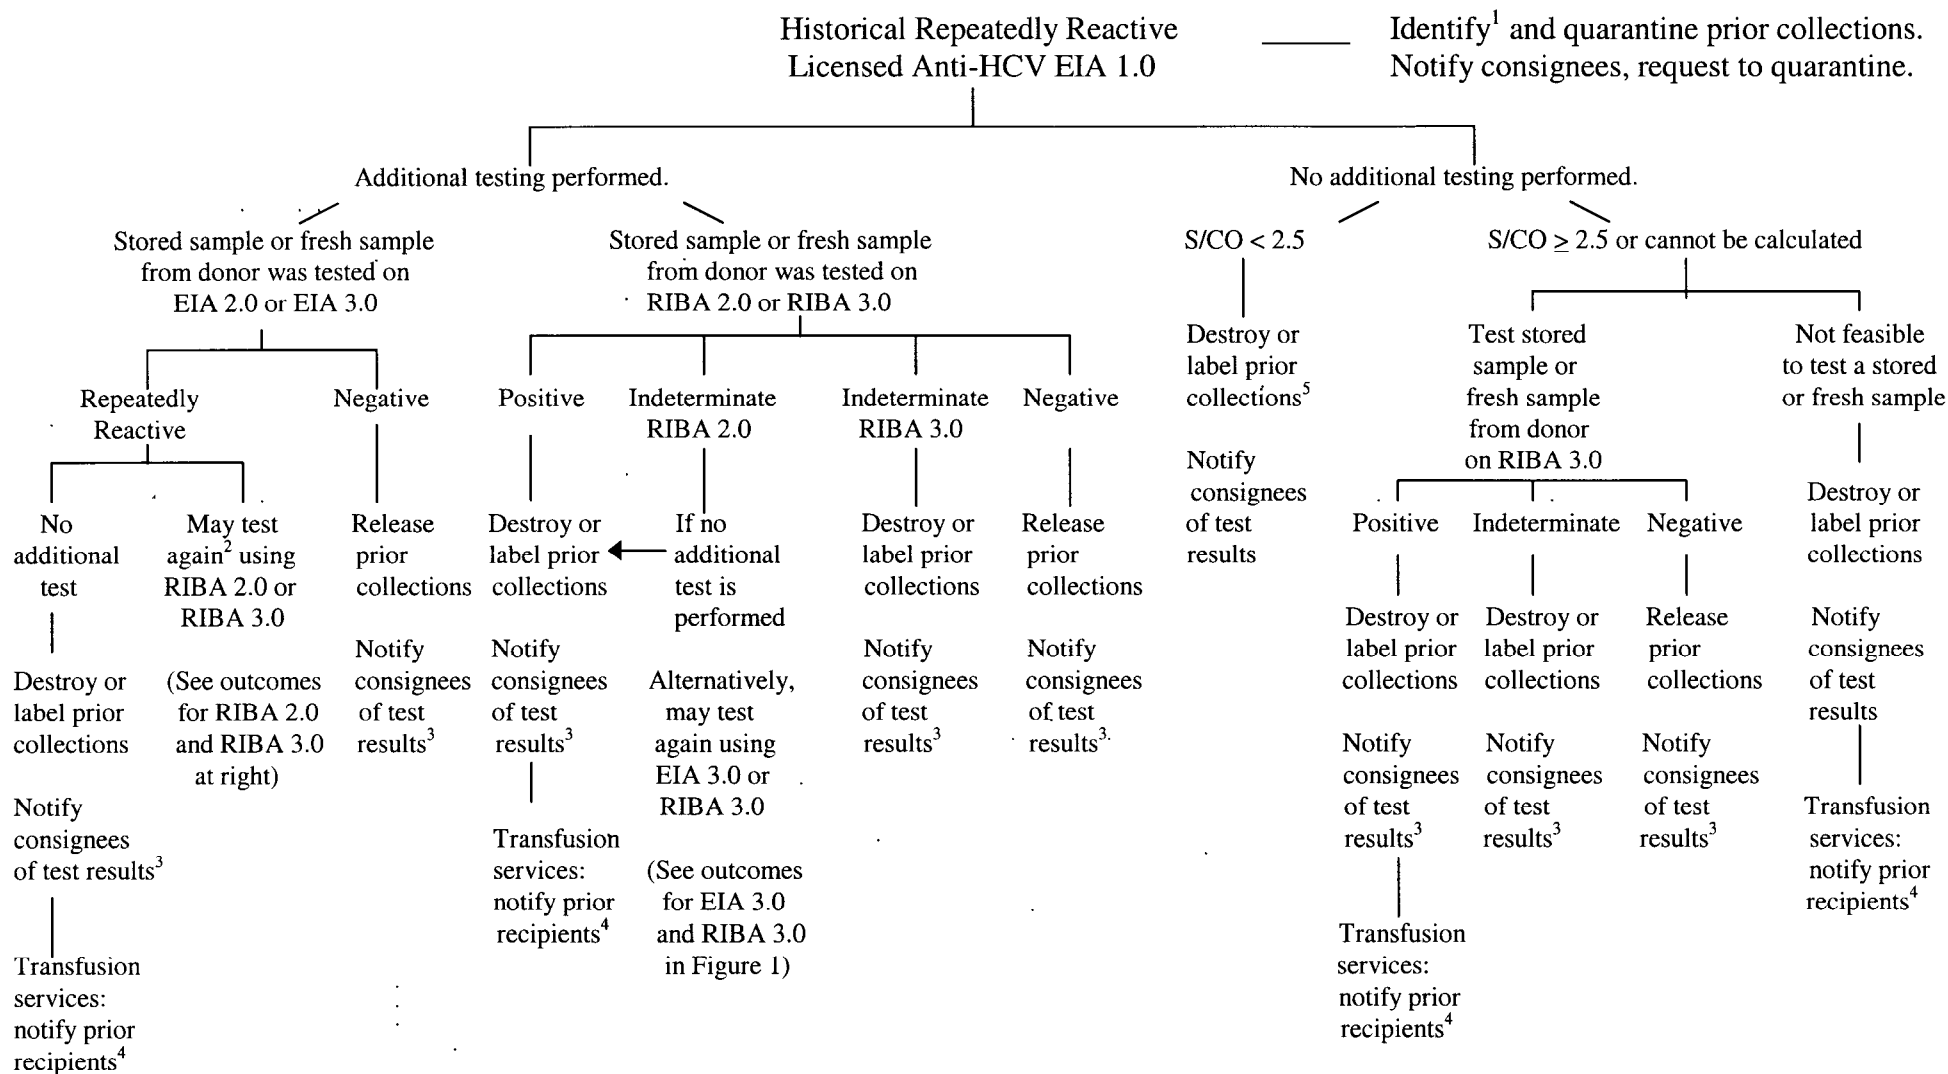 Historical Repeatedly Reactive
Licensed Anti-HCV EIA 1.0
Identify¹ and quarantine prior collections.
Notify consignees, request to quarantine.
Additional testing performed.
No additional testing performed.
Stored sample or fresh sample
from donor was tested on
EIA 2.0 or EIA 3.0
Stored sample or fresh sample
from donor was tested on
RIBA 2.0 or RIBA 3.0
S/CO < 2.5
S/CO ≥ 2.5 or cannot be calculated
Repeatedly
Reactive
Negative
Positive
Indeterminate
RIBA 2.0
Indeterminate
RIBA 3.0
Negative
Destroy or
label prior
collections⁵
Notify
consignees
of test
results
Test stored
sample or
fresh sample
from donor
on RIBA 3.0
Not feasible
to test a stored
or fresh sample
No
additional
test
Destroy or
label prior
collections
Notify
consignees
of test results³
Transfusion
services:
notify prior
recipients⁴
May test
again² using
RIBA 2.0 or
RIBA 3.0
(See outcomes
for RIBA 2.0
and RIBA 3.0
at right)
Release
prior
collections
Notify
consignees
of test
results³
Destroy or
label prior
collections
Notify
consignees
of test
results³
Transfusion
services:
notify prior
recipients⁴
If no
additional
test is
performed
Alternatively,
may test
again using
EIA 3.0 or
RIBA 3.0
(See outcomes
for EIA 3.0
and RIBA 3.0
in Figure 1)
Destroy or
label prior
collections
Notify
consignees
of test
results³
Release
prior
collections
Notify
consignees
of test
results³
Positive
Destroy or
label prior
collections
Notify
consignees
of test
results³
Transfusion
services:
notify prior
recipients⁴
Indeterminate
Destroy or
label prior
collections
Notify
consignees
of test
results³
Negative
Release
prior
collections
Notify
consignees
of test
results³
Destroy or
label prior
collections
Notify
consignees
of test
results
Transfusion
services:
notify prior
recipients⁴